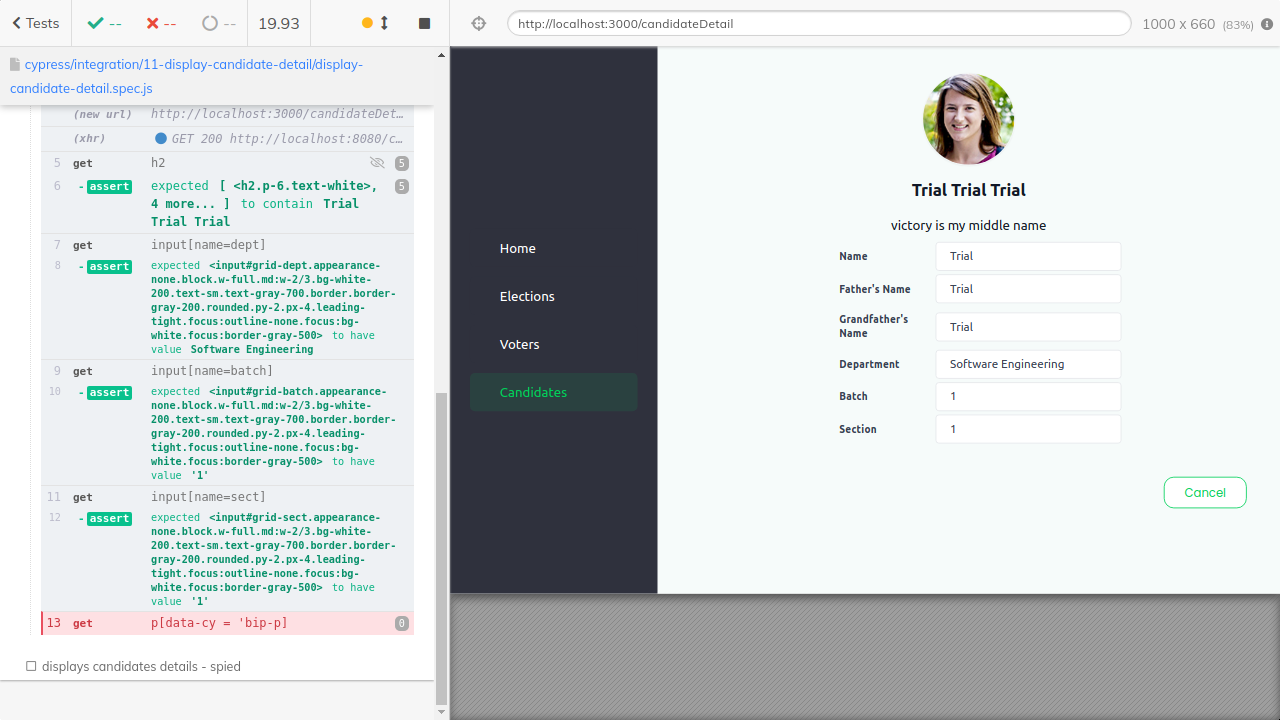 Tests
--
--
--
19.93
http://localhost:3000/candidateDetail
1000 x 660 (83%)
cypress/integration/11-display-candidate-detail/display-
candidate-detail.spec.js
(new url) http://localhost:3000/candidateDet…
(xhr) GET 200 http://localhost:8080/c…
5 get h2 5
6 - assert expected [ <h2.p-6.text-white>, 5
4 more... ] to contain Trial
Trial Trial
7 get input[name=dept]
8 - assert expected <input#grid-dept.appearance-
none.block.w-full.md:w-2/3.bg-white-
200.text-sm.text-gray-700.border.border-
gray-200.rounded.py-2.px-4.leading-
tight.focus:outline-none.focus:bg-
white.focus:border-gray-500> to have
value Software Engineering
9 get input[name=batch]
10 - assert expected <input#grid-batch.appearance-
none.block.w-full.md:w-2/3.bg-white-
200.text-sm.text-gray-700.border.border-
gray-200.rounded.py-2.px-4.leading-
tight.focus:outline-none.focus:bg-
white.focus:border-gray-500> to have
value '1'
11 get input[name=sect]
12 - assert expected <input#grid-sect.appearance-
none.block.w-full.md:w-2/3.bg-white-
200.text-sm.text-gray-700.border.border-
gray-200.rounded.py-2.px-4.leading-
tight.focus:outline-none.focus:bg-
white.focus:border-gray-500> to have
value '1'
13 get p[data-cy = 'bip-p] 0
displays candidates details - spied
Home
Elections
Voters
Candidates
Trial Trial Trial
victory is my middle name
Name Trial
Father's Name Trial
Grandfather's
Name Trial
Department Software Engineering
Batch 1
Section 1
Cancel